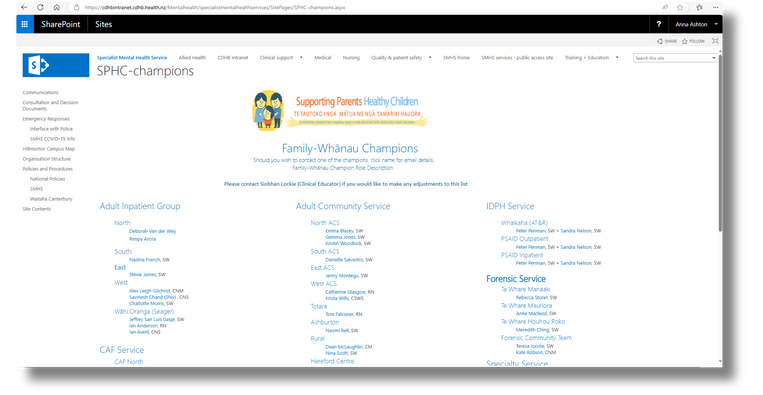 https://cdhbintranet.cdhb.health.nz/Mentalhealth/specialistmentalhealthservices/SitePages/SPHC-champions.aspx
SharePoint Sites
? Anna Ashton
SHARE FOLLOW
Specialist Mental Health Service Allied Health CDHB intranet Clinical support Medical Nursing Quality & patient safety SMHS home SMHS services - public access site Training + Education
Search this site
SPHC-champions
Communications
Consultation and Decision
Documents
Emergency Responses
Interface with Police
SMHS COVID-19 Info
Hillmorton Campus Map
Organisation Structure
Policies and Procedures
National Policies
SMHS
Waitaha Canterbury
Site Contents
Supporting Parents Healthy Children
TE TAUTOKO I NGĀ MĀTUA ME NGĀ TAMARIKI HAUORA
Family-Whānau Champions
Should you wish to contact one of the champions, click name for email details.
Family-Whānau Champion Role Description
Please contact Siobhan Lockie (Clinical Educator) if you would like to make any adjustments to this list
Adult Inpatient Group
North
Deborah Van der Weij
Rimpy Arora
South
Nadine French, SW
East
Stevie James, SW
West
Alex Leigh-Gilchrist, CNM
Savinesh Chand (Shiv) , CNS
Charlotte Morris, SW
Wāhi Oranga (Seager)
Jeffrey San Luis Gaspi, SW
Ian Anderson, RN
Ian Averil, CNS
CAF Service
CAF North
Adult Community Service
North ACS
Emma Blazey, SW
Gemma Jones, SW
Kirstin Woodlock, SW
South ACS
Danielle Salvestro, SW
East ACS
Jenny Montegu, SW
West ACS
Catherine Glasgow, RN
Krista Wills, CSWS
Totara
Toni Falconer, RN
Ashburton
Naomi Bell, SW
Rural
Dean McLaughlin, CM
Nina Scott, SW
Hereford Centre
IDPH Service
Whaikaha (AT&R)
Peter Penman, SW + Sandra Nelson, SW
PSAID Outpatient
Peter Penman, SW + Sandra Nelson, SW
PSAID Inpatient
Peter Penman, SW + Sandra Nelson, SW
Forensic Service
Te Whare Manaaki
Rebecca Storer, SW
Te Whare Mauriora
Anne Macleod, SW
Te Whare Houhou Roko
Meredith Ching, SW
Forensic Community Team
Teresa Joode, SW
Kate Robson, CNM
Specialty Service